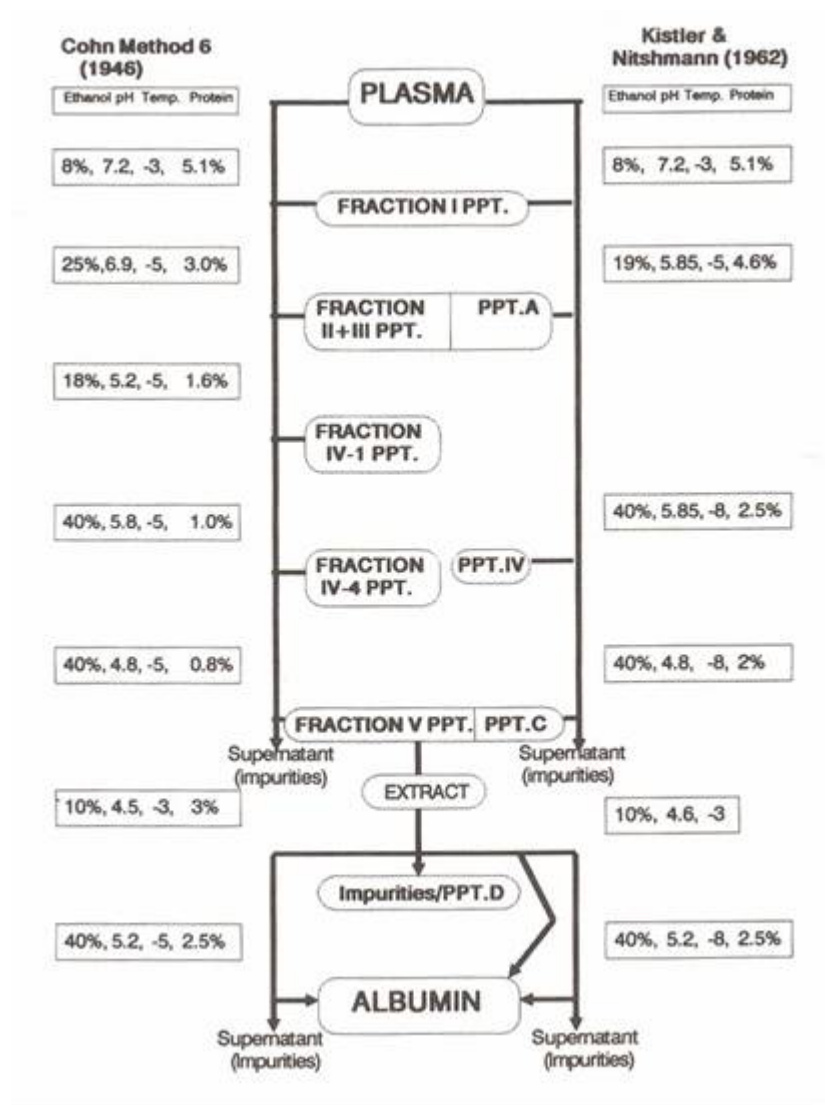 Cohn Method 6
(1946)
Kistler &
Nitshmann (1962)
Ethanol pH Temp. Protein
PLASMA
Ethanol pH Temp. Protein
8%, 7.2, -3, 5.1%
8%, 7.2, -3, 5.1%
FRACTION I PPT.
25%,6.9, -5, 3.0%
19%, 5.85, -5, 4.6%
FRACTION
II+III PPT.
PPT.A
18%, 5.2, -5, 1.6%
FRACTION
IV-1 PPT.
40%, 5.8, -5, 1.0%
40%, 5.85, -8, 2.5%
FRACTION
IV-4 PPT.
PPT.IV
40%, 4.8, -5, 0.8%
40%, 4.8, -8, 2%
FRACTION V PPT.
PPT.C
Supernatant
(impurities)
Supernatant
(impurities)
EXTRACT
10%, 4.5, -3, 3%
10%, 4.6, -3
Impurities/PPT.D
40%, 5.2, -5, 2.5%
40%, 5.2, -8, 2.5%
ALBUMIN
Supernatant
(Impurities)
Supernatant
(Impurities)